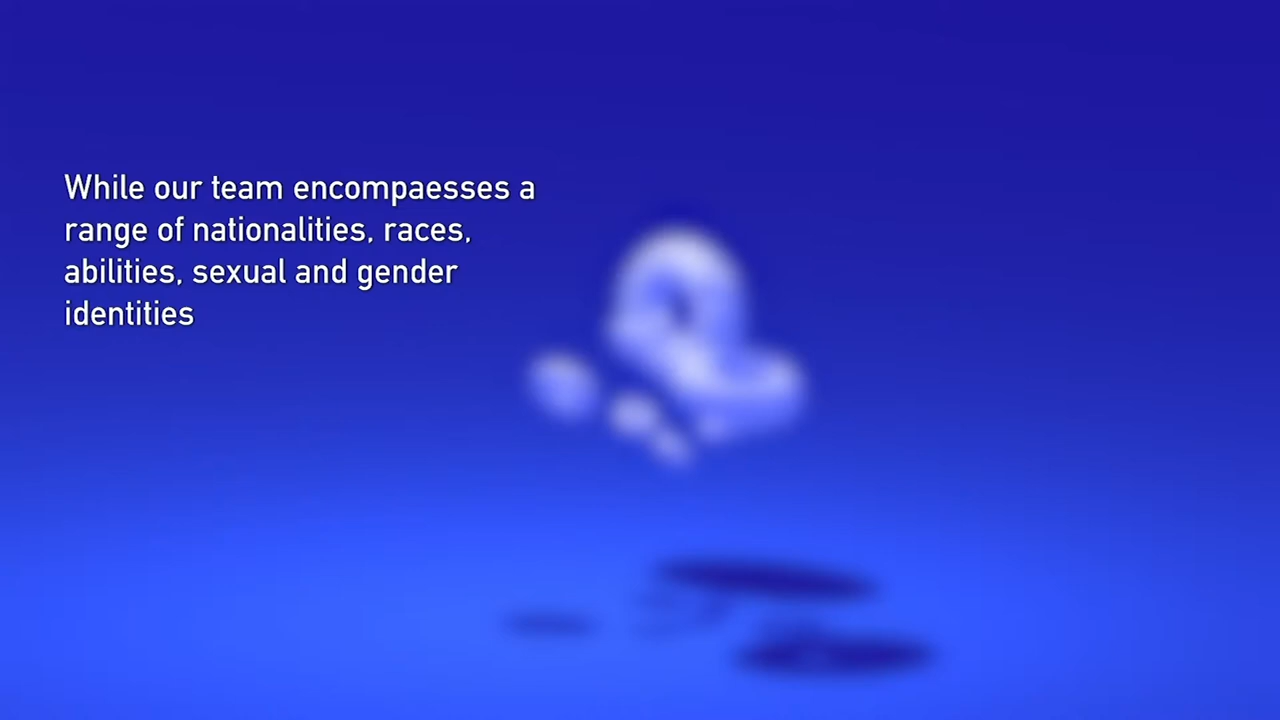 While our team encompaesses a
range of nationalities, races,
abilities, sexual and gender
identities